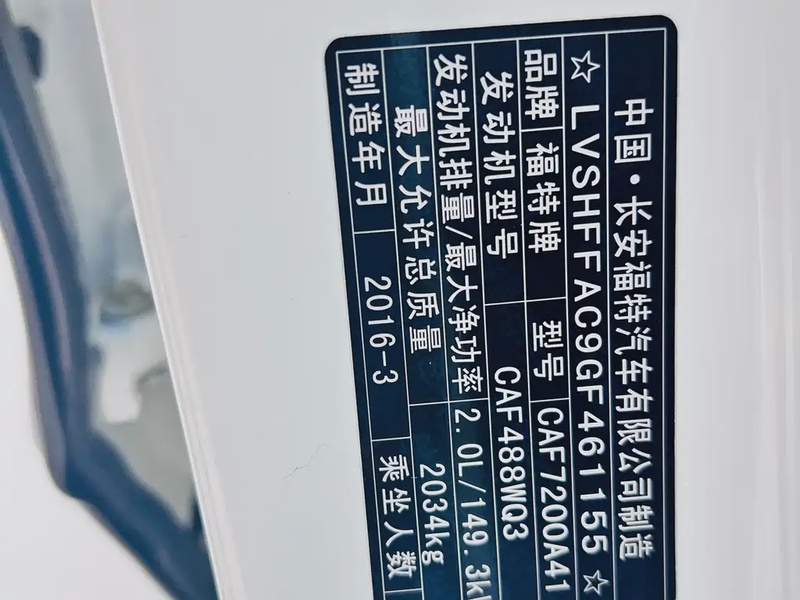 中国·长安福特汽车有限公司制造
☆LVSHFFAC9GF461155☆
品牌 福特牌 型号 CAF7200A41
发动机型号 CAF488WQ3
发动机排量/最大净功率 2.0L/149.3k
最大允许总质量 2034kg
制造年月 2016-3 乘坐人数